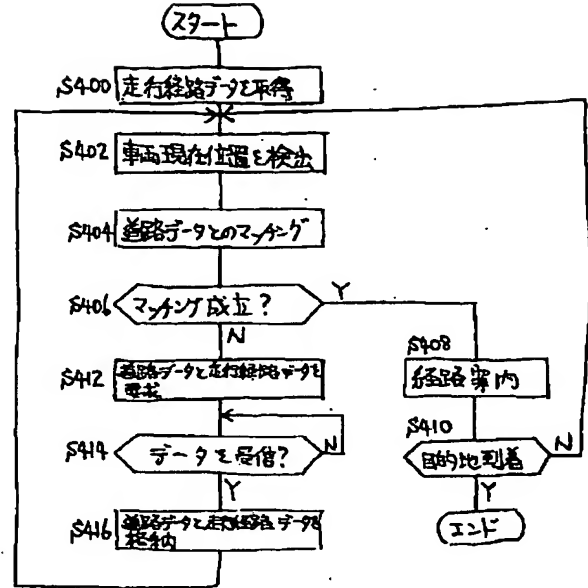 スタート
S400 走行経路データを取得
S402 車両現在位置を検出
S404 道路データとのマッチング
S406 マッチング成立?
Y
N
S408
経路案内
S412 道路データと走行経路データを
要求
S410
目的地到着
N
Y
S414 データを受信?
N
Y
エンド
S416 道路データと走行経路データを
格納